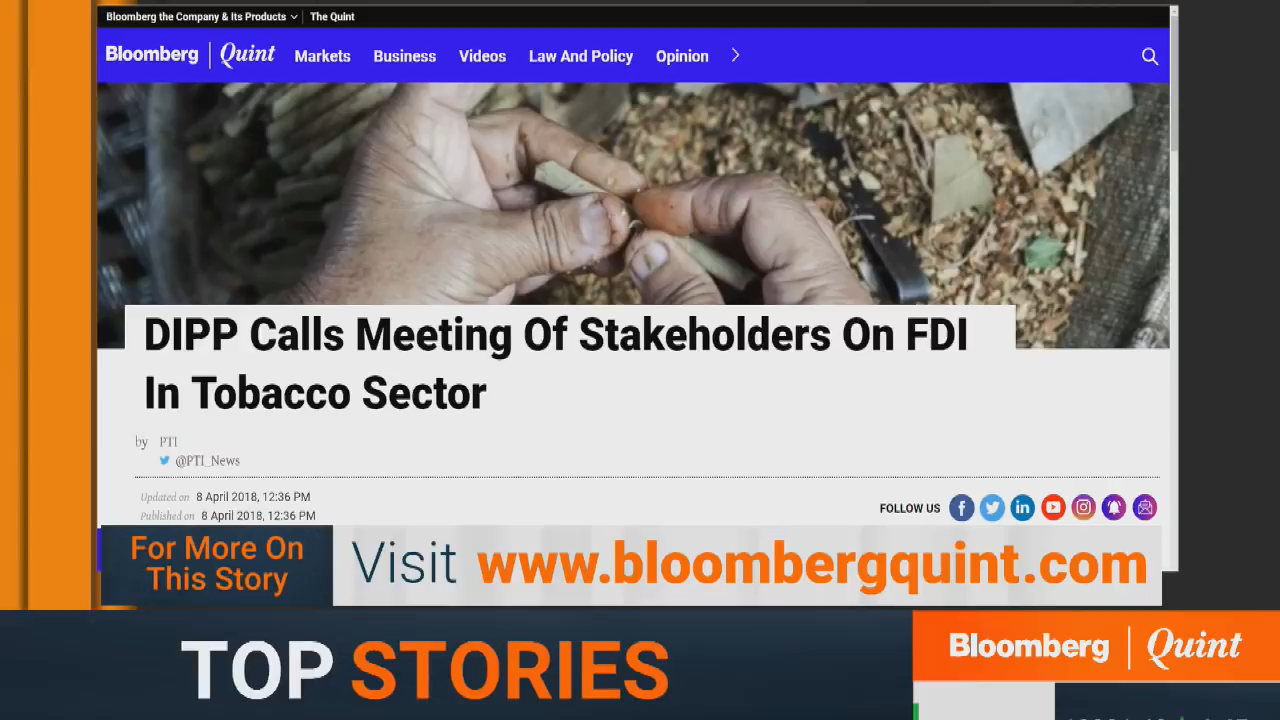 Bloomberg the Company & Its Products The Quint
Bloomberg | Quint Markets Business Videos Law And Policy Opinion
DIPP Calls Meeting Of Stakeholders On FDI
In Tobacco Sector
by PTI
@PTI_News
Updated on 8 April 2018, 12:36 PM
Published on 8 April 2018, 12:36 PM
FOLLOW US
For More On
This Story
Visit www.bloombergquint.com
TOP STORIES
Bloomberg | Quint